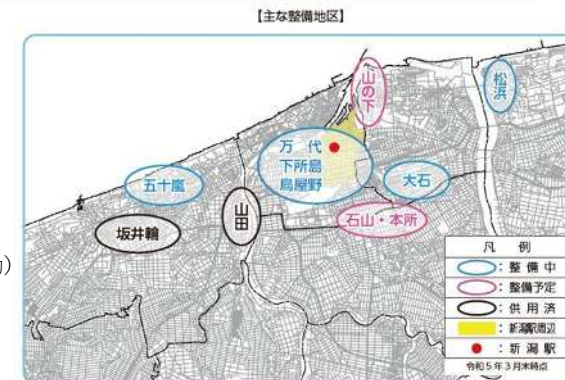 【主な整備地区】
山の下
松浜
万代
下所島
鳥屋野
五十嵐
大石
山田
坂井輪
石山・本所
)
凡例
：整備中
：整備予定
：供用済
：新潟駅周辺
：新潟駅
令和5年3月末時点